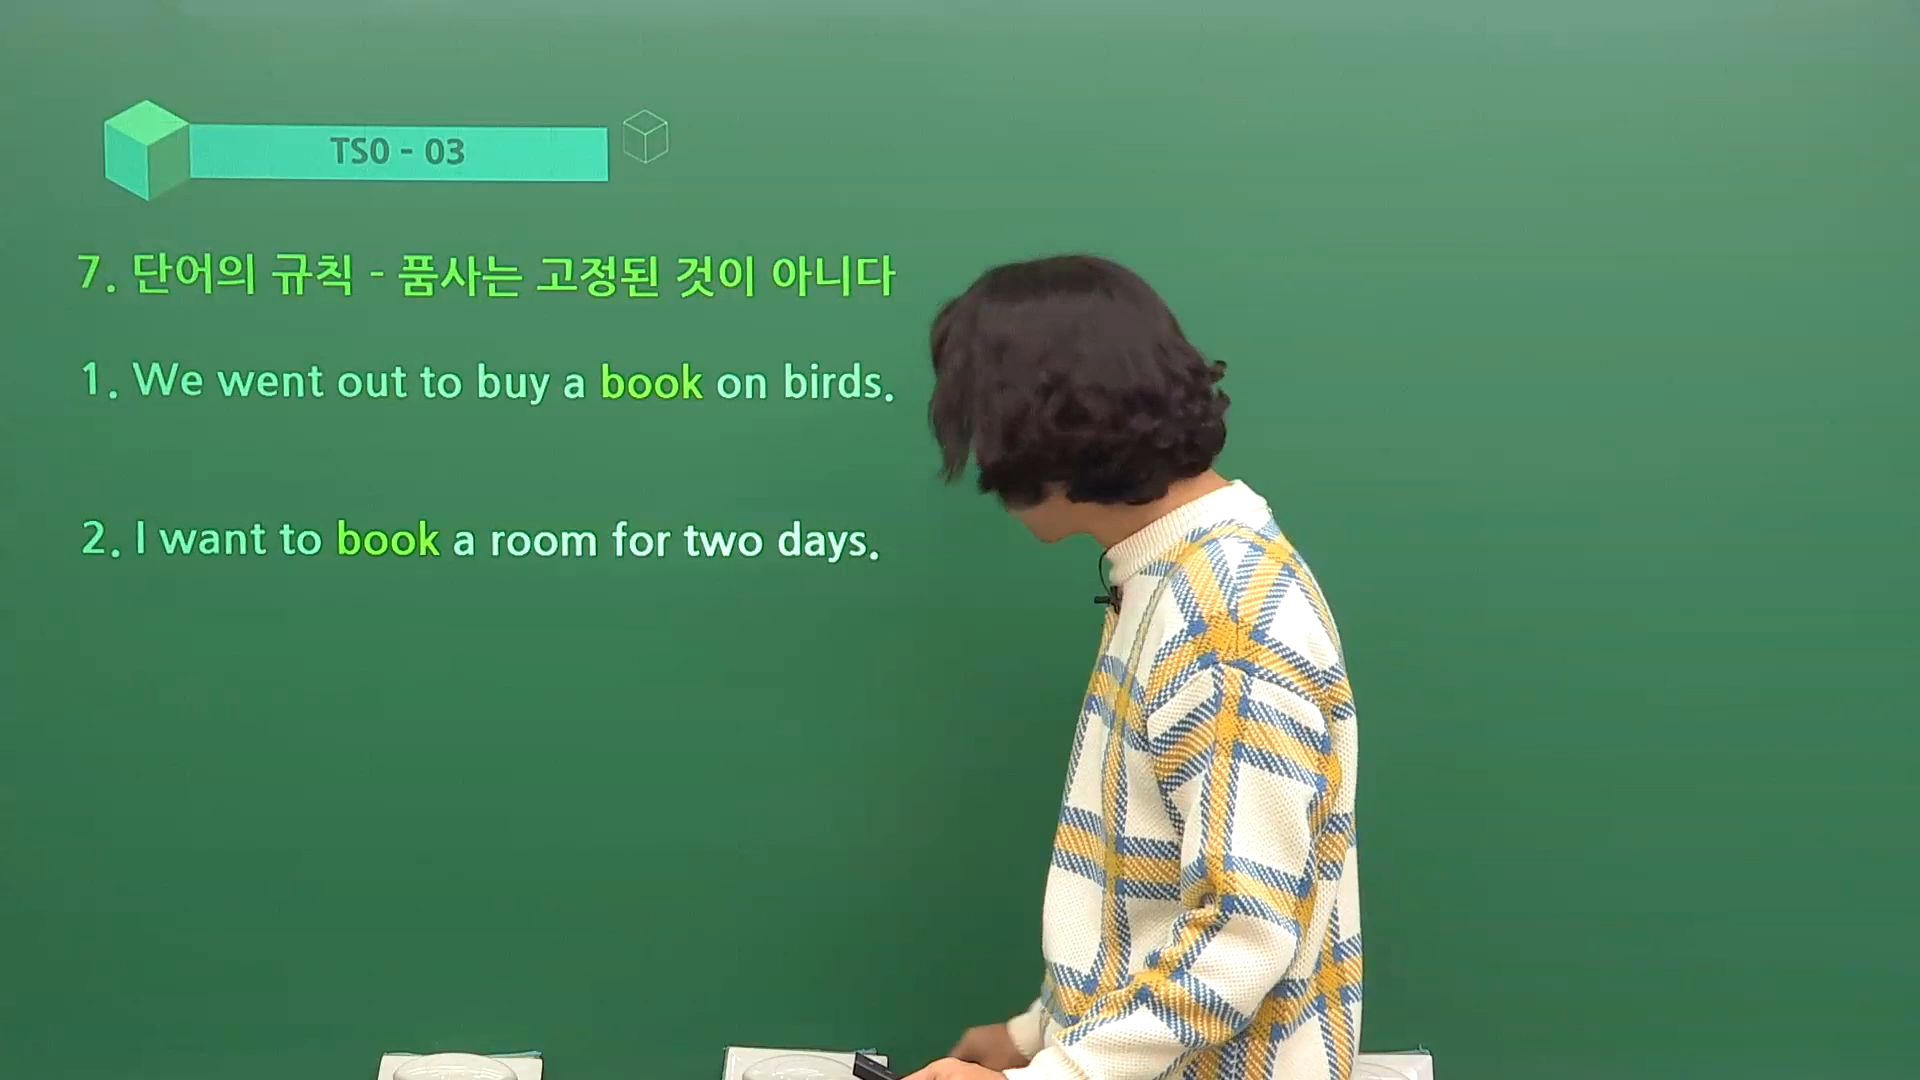 TS0 - 03
7. 단어의 규칙 - 품사는 고정된 것이 아니다
1. We went out to buy a book on birds.
2. I want to book a room for two days.